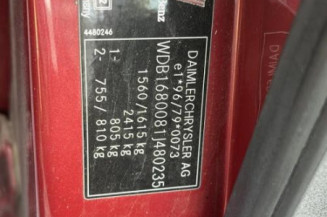 DAIMLERCHRYSLER AG
e1*96/79*0073
WDB1680081J480235
1560/1615 kg
2415 kg
1- 805 kg
2- 755/ 810 kg
4480246